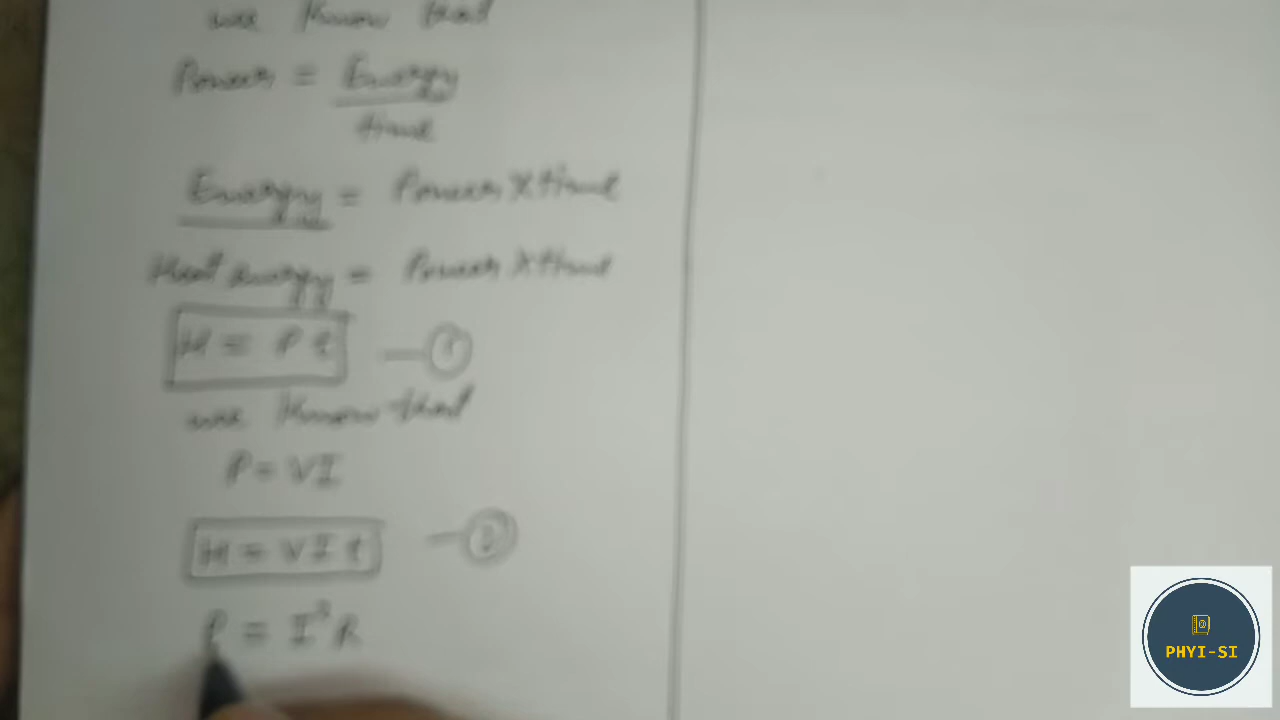 we know that
Power = Energy
time
Energy = Power X time
Heat energy = Power X time
H = P t — 1
we know that
P = VI
H = VI t — 2
P = I²R
PHYI-SI